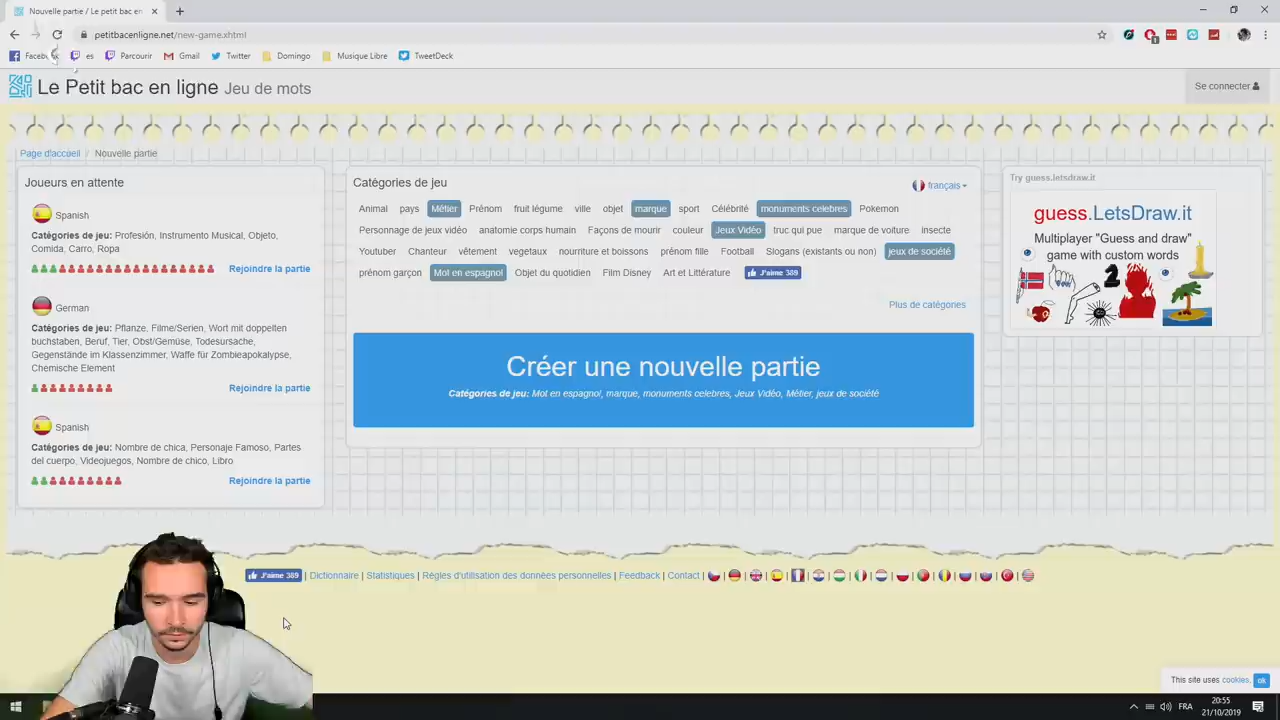 Nouvelle partie / Le petit bac en
petitbacenligne.net/new-game.xhtml
Facebook es Parcourir Gmail Twitter Domingo Musique Libre TweetDeck
Le Petit bac en ligne Jeu de mots
Se connecter
Page d'accueil / Nouvelle partie
Joueurs en attente
Spanish
Catégories de jeu: Profesión, Instrumento Musical, Objeto,
Comida, Carro, Ropa
Rejoindre la partie
German
Catégories de jeu: Pflanze, Filme/Serien, Wort mit doppelten
buchstaben, Beruf, Tier, Obst/Gemüse, Todesursache,
Gegenstände im Klassenzimmer, Waffe für Zombieapokalypse,
Chemische Element
Rejoindre la partie
Spanish
Catégories de jeu: Nombre de chica, Personaje Famoso, Partes
del cuerpo, Videojuegos, Nombre de chico, Libro
Rejoindre la partie
Catégories de jeu
français
Animal pays Métier Prénom fruit légume ville objet marque sport Célébrité monuments celebres Pokemon
Personnage de jeux vidéo anatomie corps humain Façons de mourir couleur Jeux Vidéo truc qui pue marque de voiture insecte
Youtuber Chanteur vêtement vegetaux nourriture et boissons prénom fille Football Slogans (existants ou non) jeux de société
prénom garçon Mot en espagnol Objet du quotidien Film Disney Art et Littérature J'aime 389
Plus de catégories
Créer une nouvelle partie
Catégories de jeu: Mot en espagnol, marque, monuments celebres, Jeux Vidéo, Métier, jeux de société
Try guess.letsdraw.it
guess.LetsDraw.it
Multiplayer "Guess and draw"
game with custom words
J'aime 389 | Dictionnaire | Statistiques | Règles d'utilisation des données personnelles | Feedback | Contact |
This site uses cookies. ok
FRA
20:55
21/10/2019